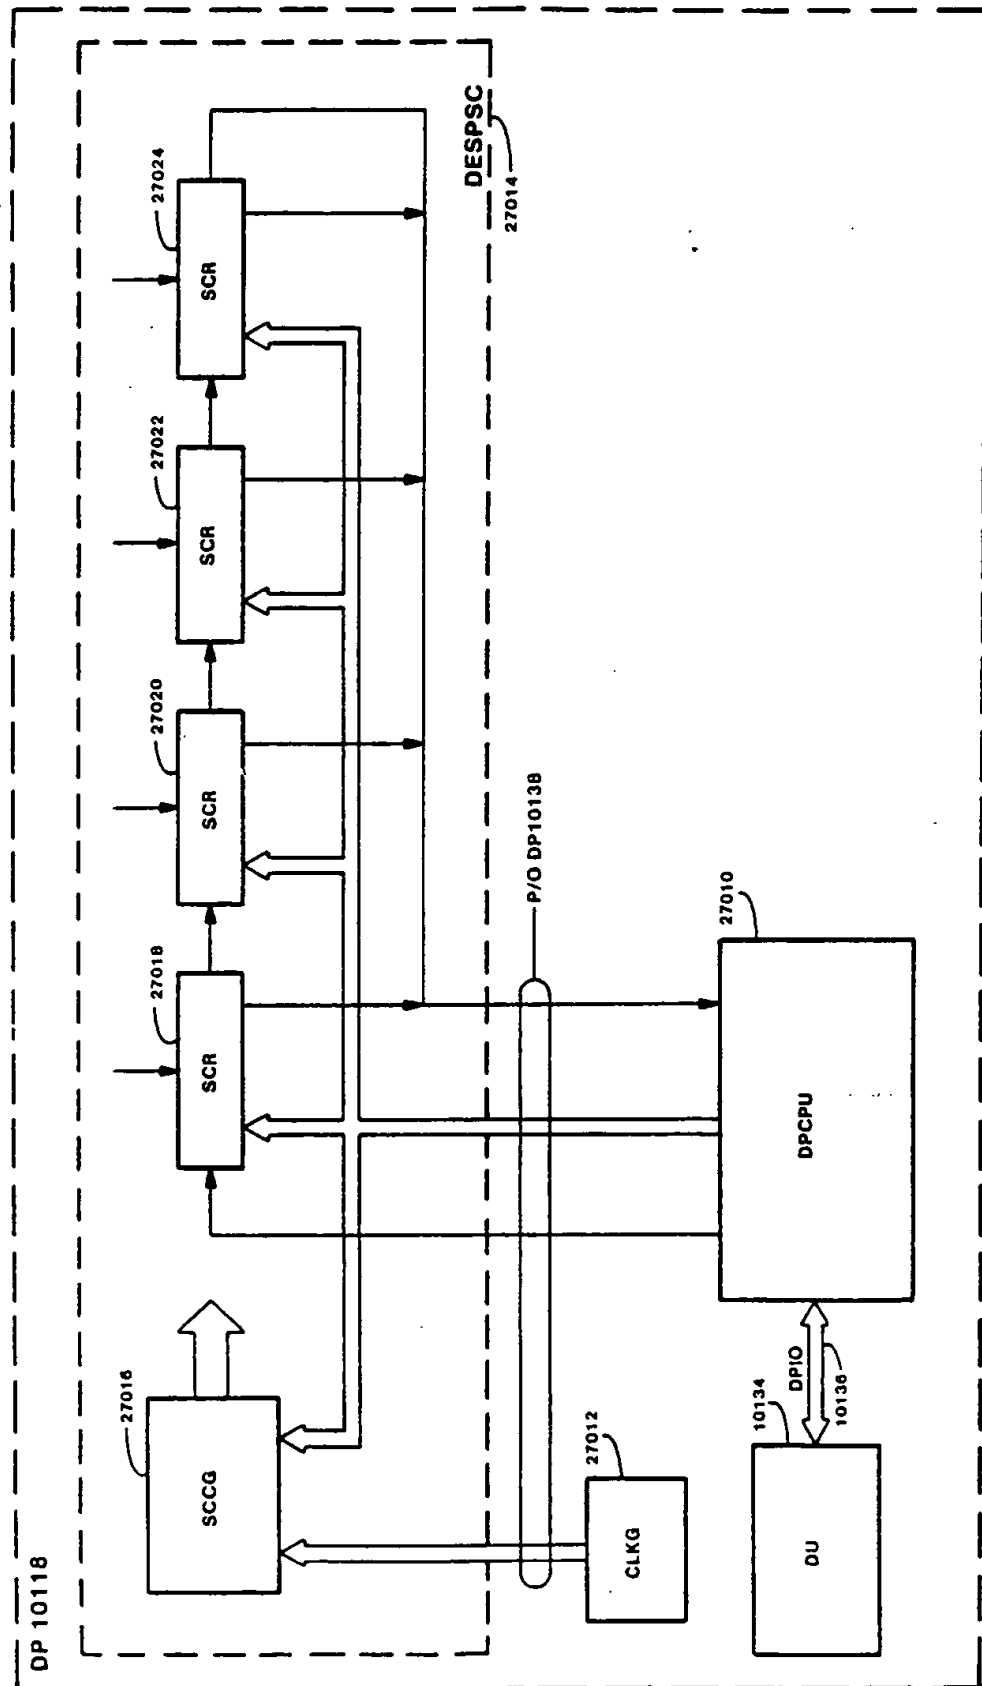 DP 10118
DESPSC
27014
27016
SCCG
27018
SCR
27020
SCR
27022
SCR
27024
SCR
P/O DP10138
27012
CLKG
27010
DPCPU
10134
DU
DPIO
10136